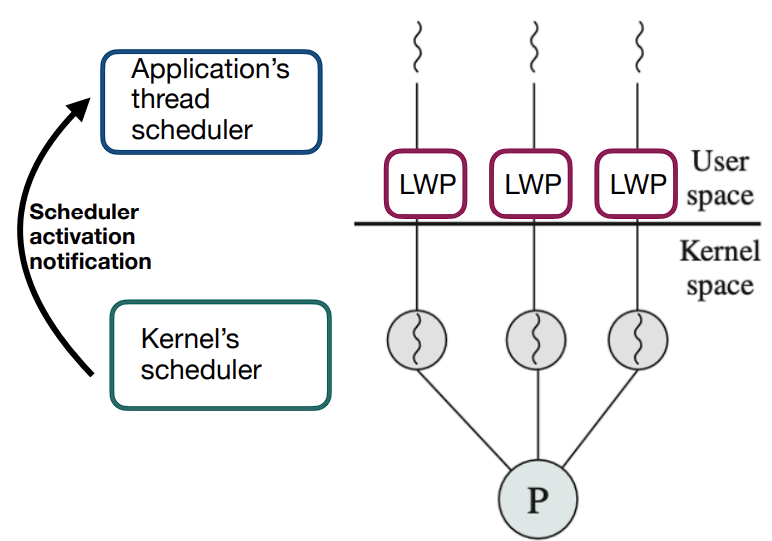 Application’s
thread
scheduler
Scheduler
activation
notification
Kernel’s
scheduler
LWP
LWP
LWP
User
space
Kernel
space
P